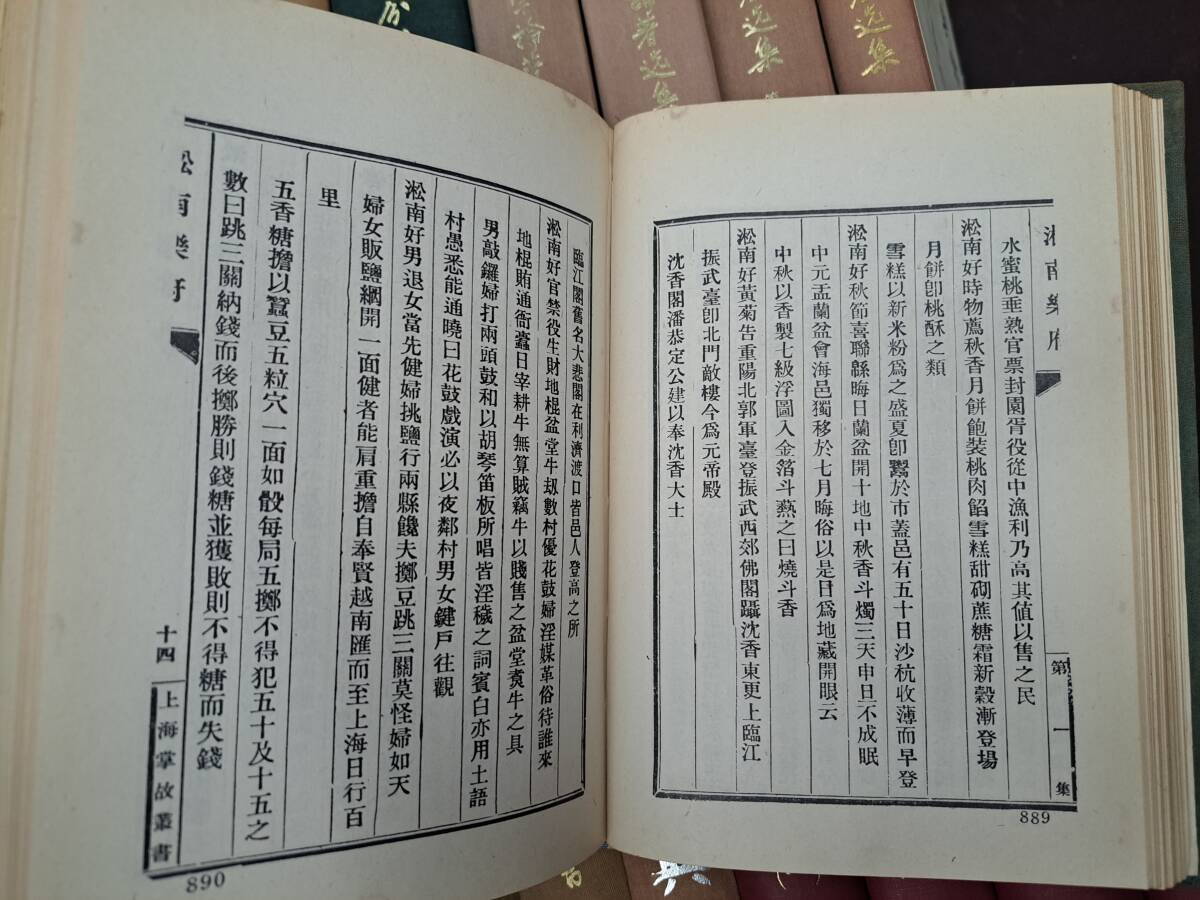 淞南樂府
第一集
水蜜桃垂熟官票封園胥役從中漁利乃高其值以售之民
淞南好時物薦秋香月餅飽裝桃肉餡雪糕甜砌蔗糖霜新穀漸登場
月餅卽桃酥之類
雪糕以新米粉爲之盛夏卽鬻於市蓋邑有五十日沙杭收薄而早登
淞南好秋節喜聯緜晦日蘭盆開十地中秋香斗燭三天申旦不成眠
中元盂蘭盆會海邑獨移於七月晦俗以是日爲地藏開眼云
中秋以香製七級浮圖入金箔斗爇之曰燒斗香
淞南好黃菊告重陽北郭軍臺登振武西郊佛閣躡沈香東更上臨江
振武臺卽北門敵樓今爲元帝殿
沈香閣潘恭定公建以奉沈香大士
889
臨江閣舊名大悲閣在利濟渡口皆邑人登高之所
淞南好官禁役生財地棍盆堂牛刼數村優花鼓婦淫媒革俗待誰來
地棍賄通衙蠹日宰耕牛無算賊竊牛以賤售之盆堂賣牛之具
男敲鑼婦打兩頭鼓和以胡琴笛板所唱皆淫穢之詞賓白亦用土語
村愚悉能通曉曰花鼓戲演必以夜鄰村男女鍵戶往觀
淞南好男退女當先健婦挑鹽行兩縣饞夫擲豆跳三關莫怪婦如天
婦女販鹽網開一面健者能肩重擔自奉賢越南匯而至上海日行百
里
五香糖擔以蠶豆五粒穴一面如骰每局五擲不得犯五十及十五之
數曰跳三關納錢而後擲勝則錢糖並獲敗則不得糖而失錢
淞南樂府
十四
上海掌故叢書
890
选集
选集
著选集